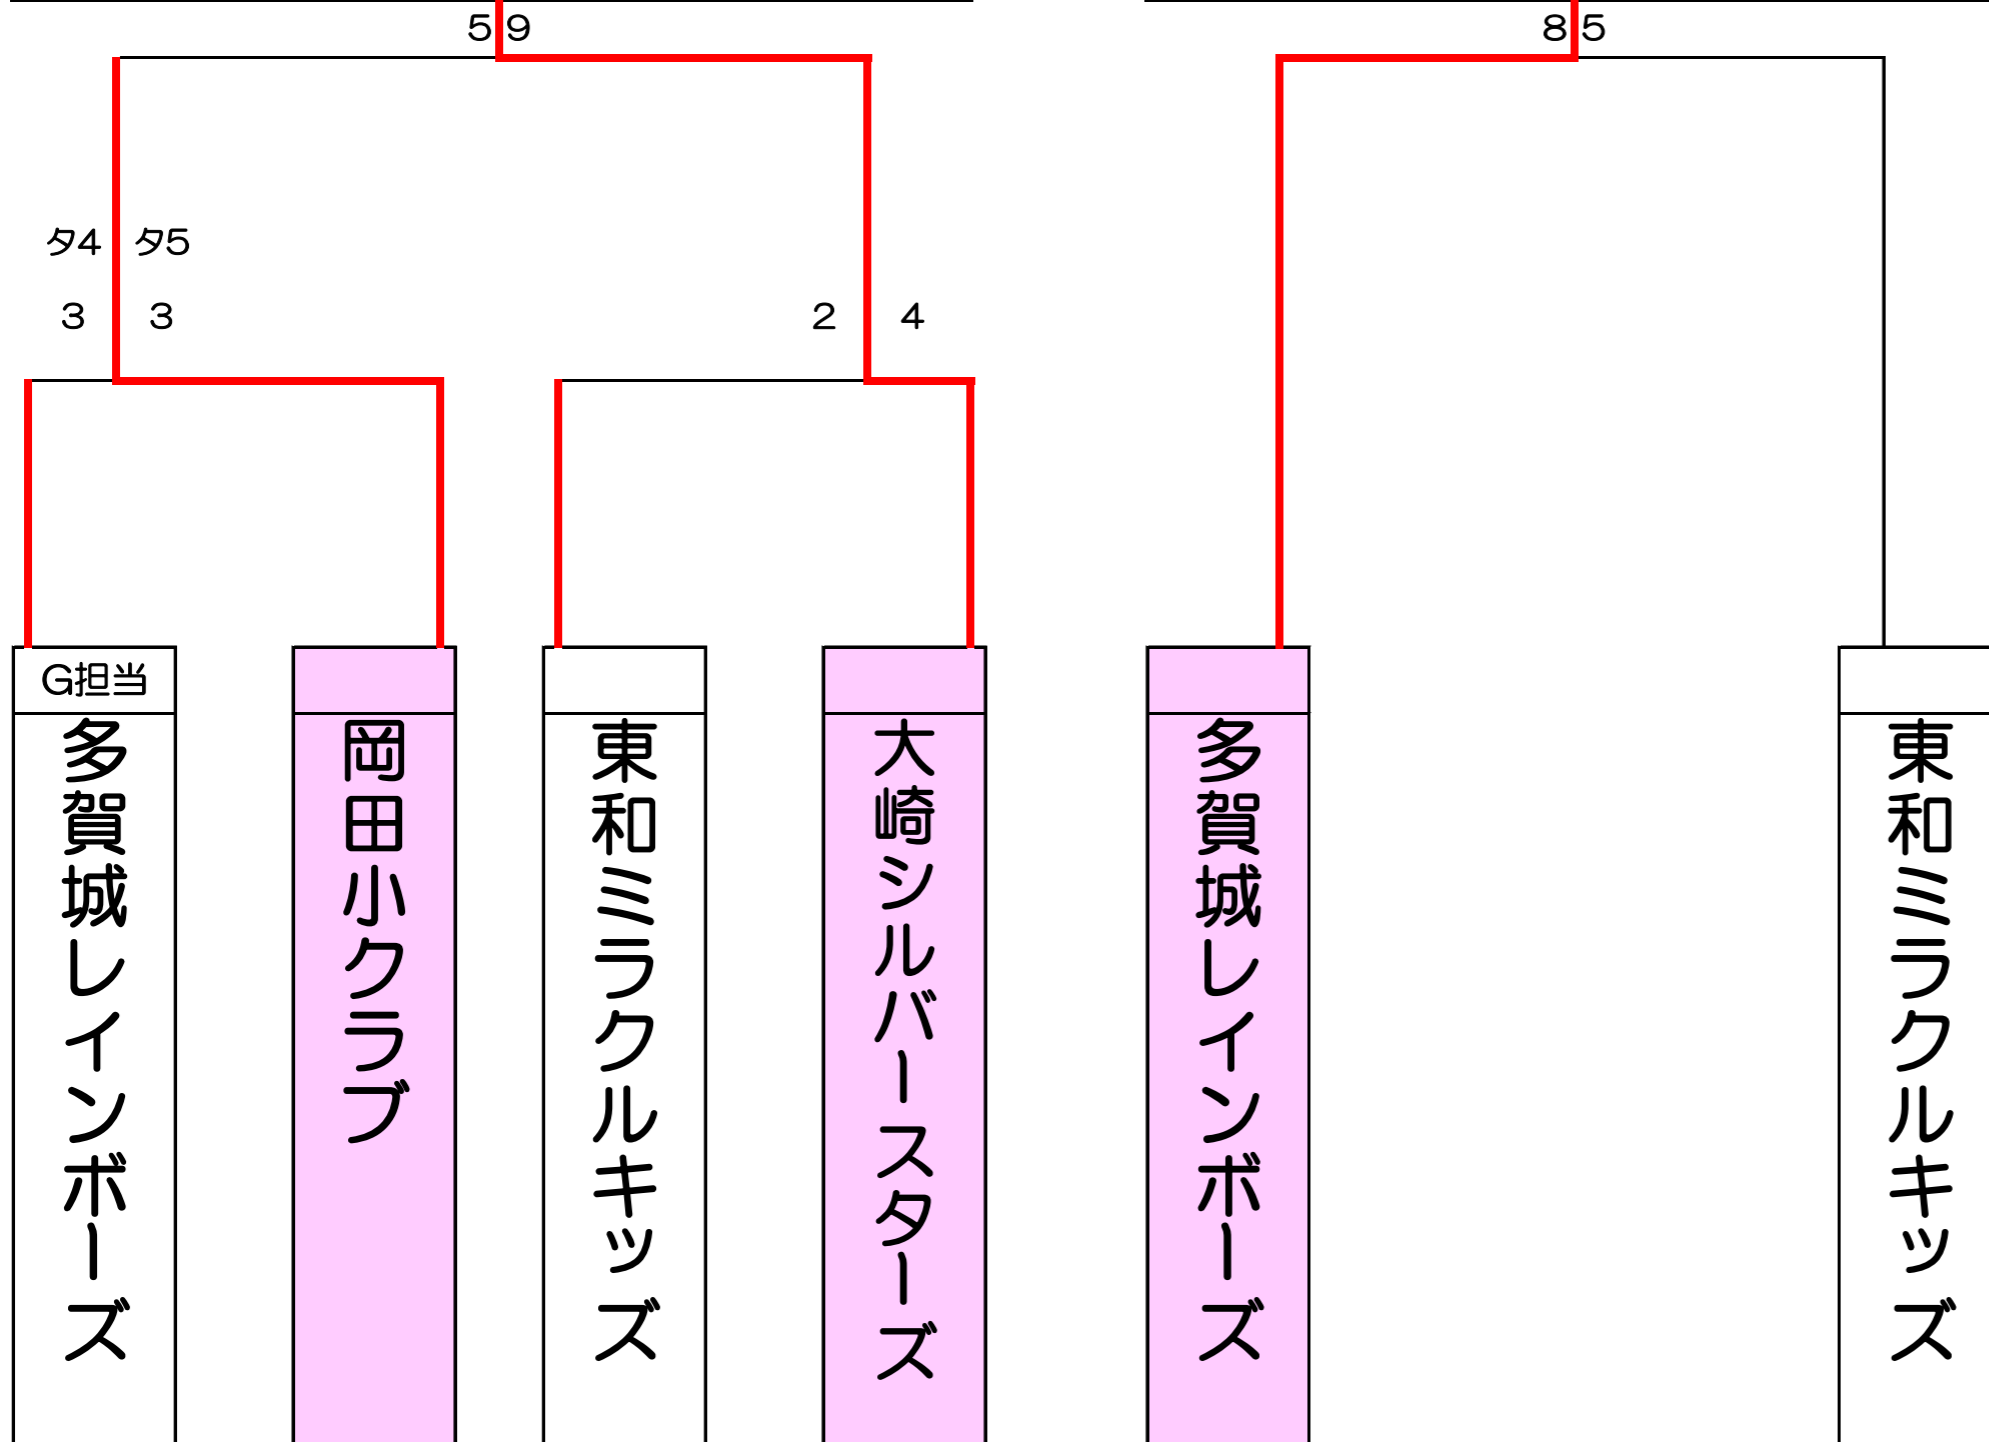 5 9
8 5
タ4 タ5
3 3
2 4
G担当
多賀城レインボーズ
岡田小クラブ
東和ミラクルキッズ
大崎シルバースターズ
多賀城レインボーズ
東和ミラクルキッズ